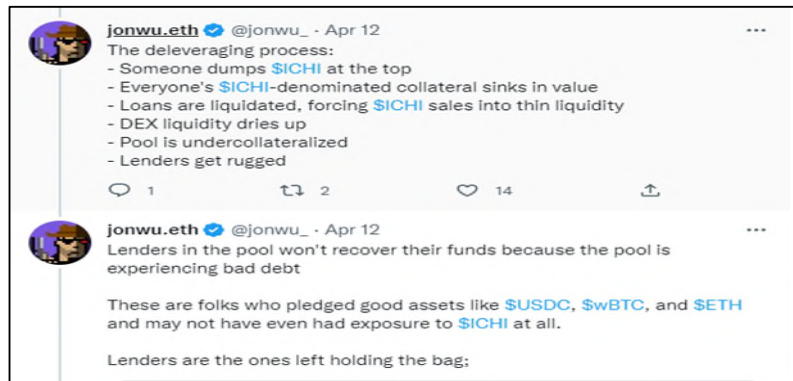 jonwu.eth @jonwu_ · Apr 12
The deleveraging process:
- Someone dumps $ICHI at the top
- Everyone's $ICHI-denominated collateral sinks in value
- Loans are liquidated, forcing $ICHI sales into thin liquidity
- DEX liquidity dries up
- Pool is undercollateralized
- Lenders get rugged
1 2 14
jonwu.eth @jonwu_ · Apr 12
Lenders in the pool won't recover their funds because the pool is
experiencing bad debt
These are folks who pledged good assets like $USDC, $wBTC, and $ETH
and may not have even had exposure to $ICHI at all.
Lenders are the ones left holding the bag;